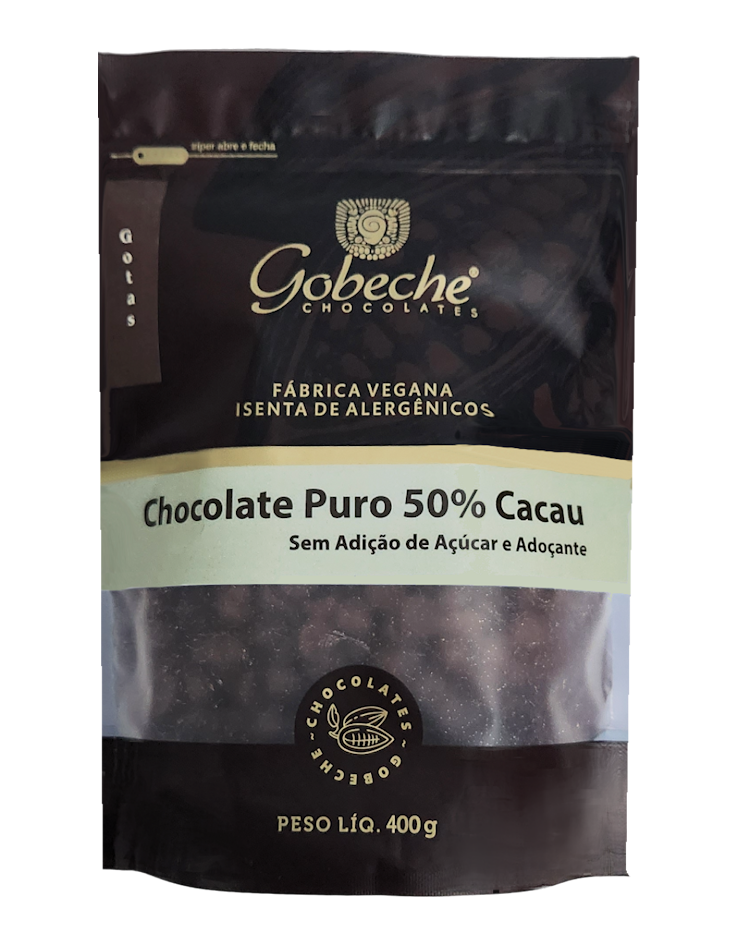 ziper abre e fecha
Gotas
Gobeche®
CHOCOLATES
FÁBRICA VEGANA
ISENTA DE ALERGÊNICOS
Chocolate Puro 50% Cacau
Sem Adição de Açúcar e Adoçante
CHOCOLATES
~ GOBECHE ~
PESO LÍQ. 400g